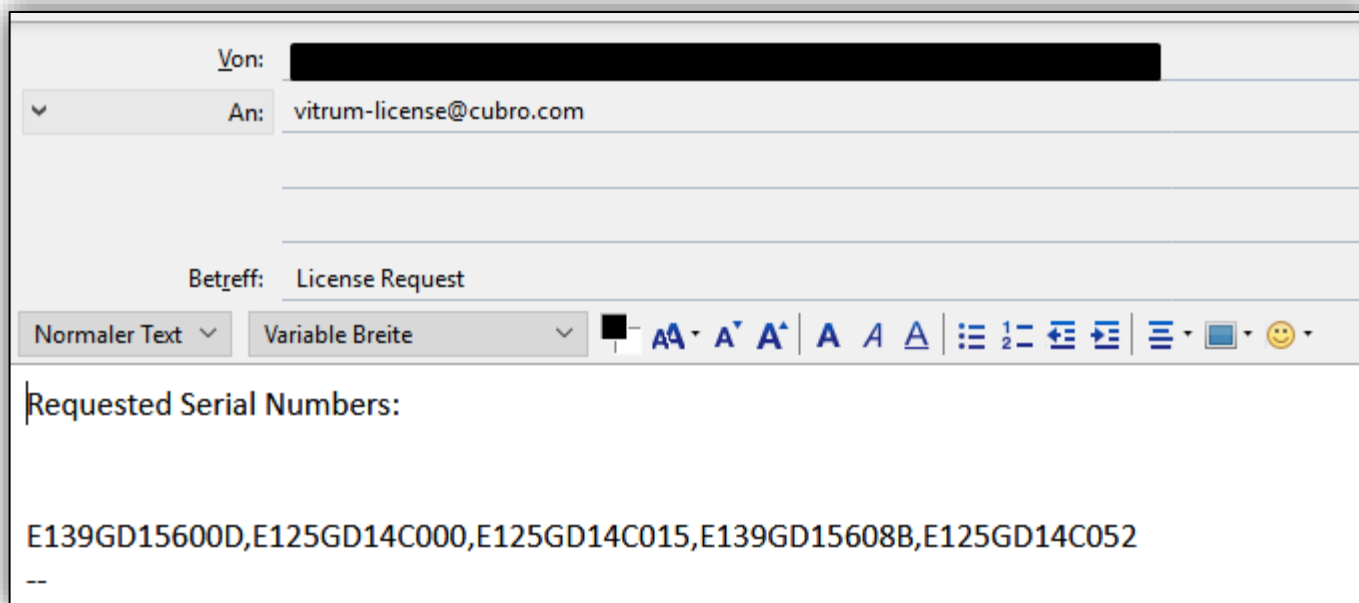 Von:
An: vitrum-license@cubro.com
Betreff: License Request
Normaler Text Variable Breite
Requested Serial Numbers:
E139GD15600D,E125GD14C000,E125GD14C015,E139GD15608B,E125GD14C052
--